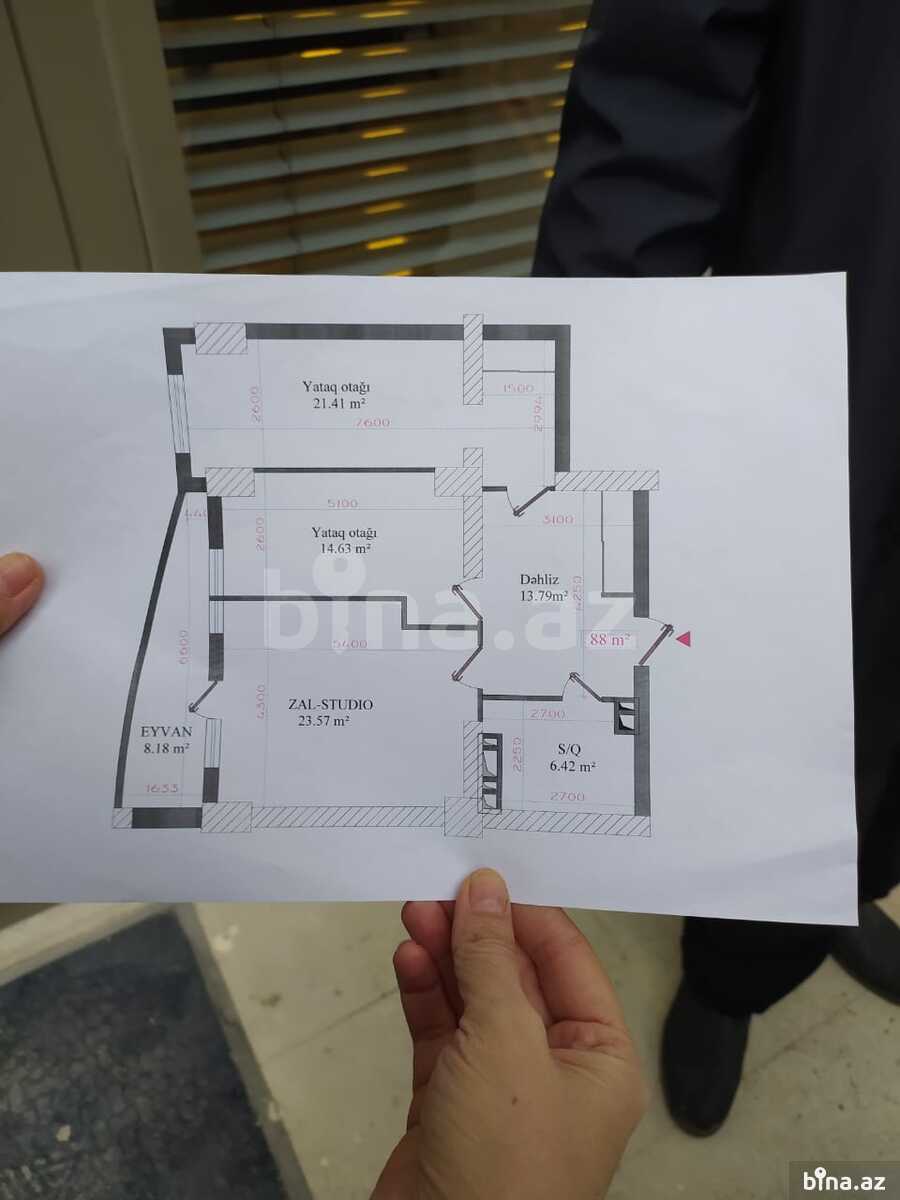 Yataq otağı
21.41 m²
2600
7600
1500
2994
5100
Yataq otağı
14.63 m²
2600
440
3100
Dəhliz
13.79m²
4250
88 m²
bina.az
5400
6600
4300
ZAL-STUDIO
23.57 m²
EYVAN
8.18 m²
1633
2700
S/Q
6.42 m²
2250
2700
bina.az